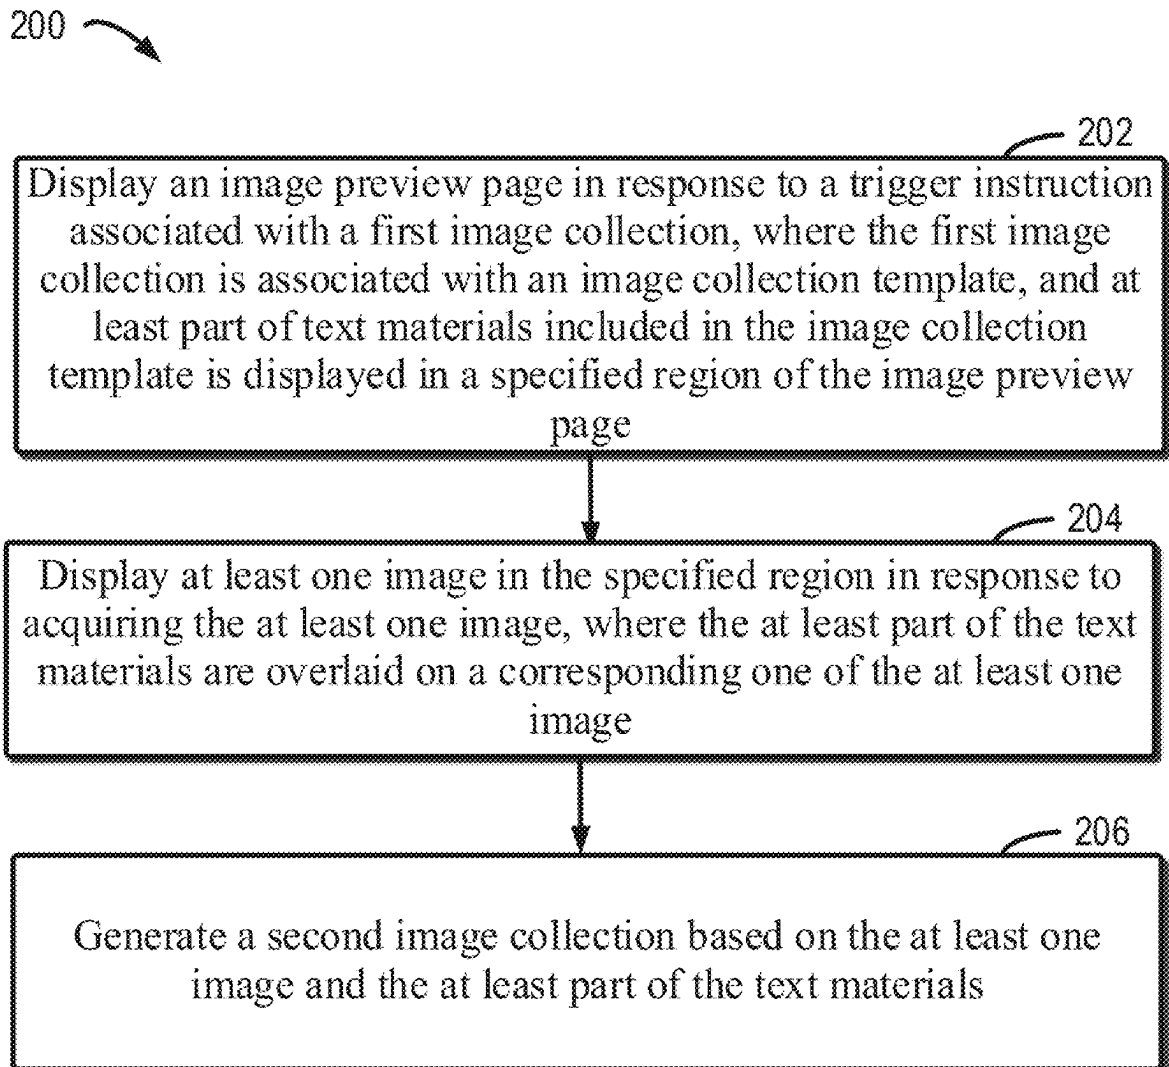 200
202
Display an image preview page in response to a trigger instruction
associated with a first image collection, where the first image
collection is associated with an image collection template, and at
least part of text materials included in the image collection
template is displayed in a specified region of the image preview
page
204
Display at least one image in the specified region in response to
acquiring the at least one image, where the at least part of the text
materials are overlaid on a corresponding one of the at least one
image
206
Generate a second image collection based on the at least one
image and the at least part of the text materials